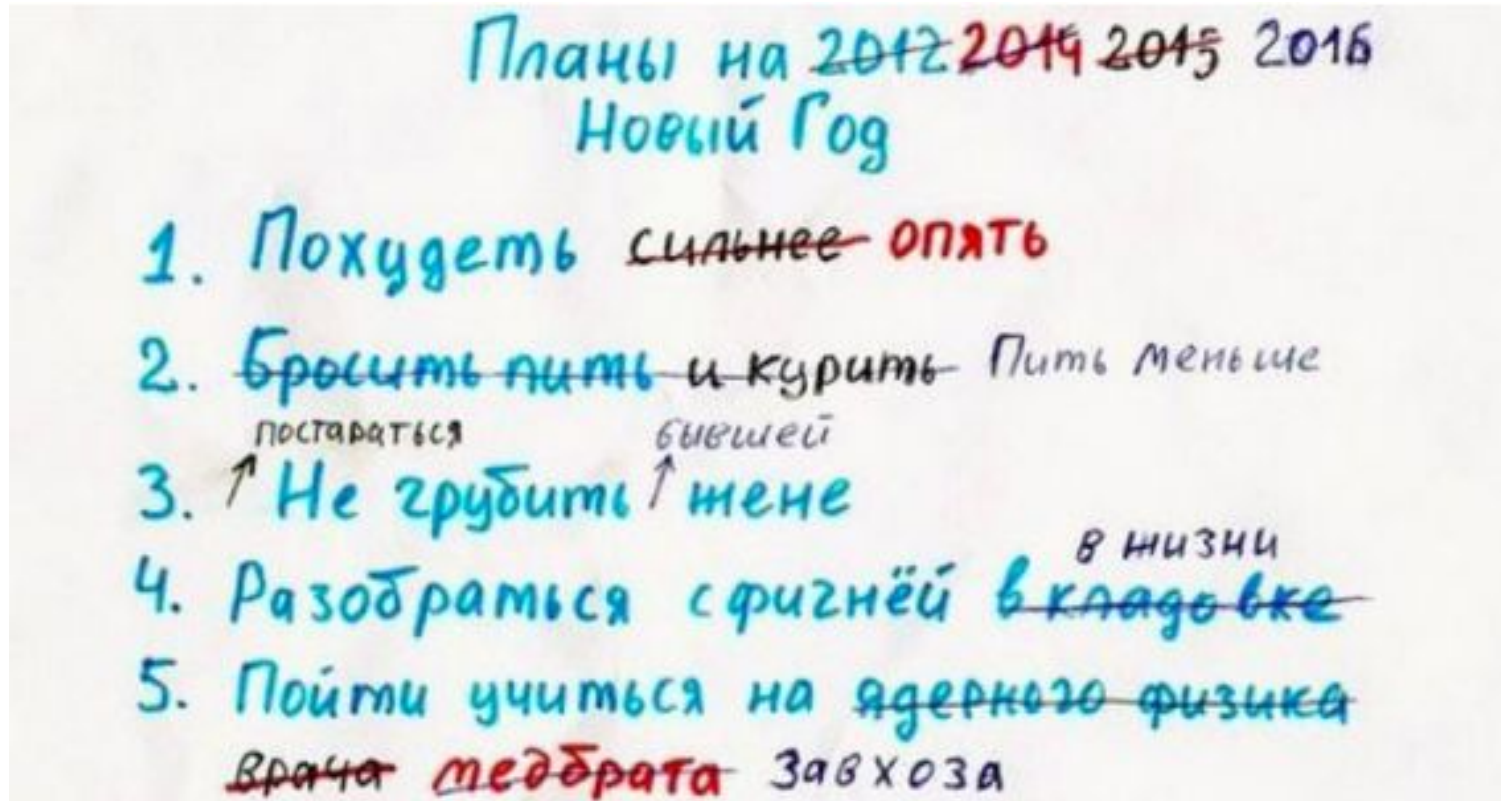 Планы на 2012 2014 2015 2016
Новый Год
1. Похудеть сильнее опять
2. Бросить пить и курить Пить меньше
постараться бывшей
3. Не грубить жене
в жизни
4. Разобраться с фигнёй в кладовке
5. Пойти учиться на ядерного физика
врача медбрата завхоза